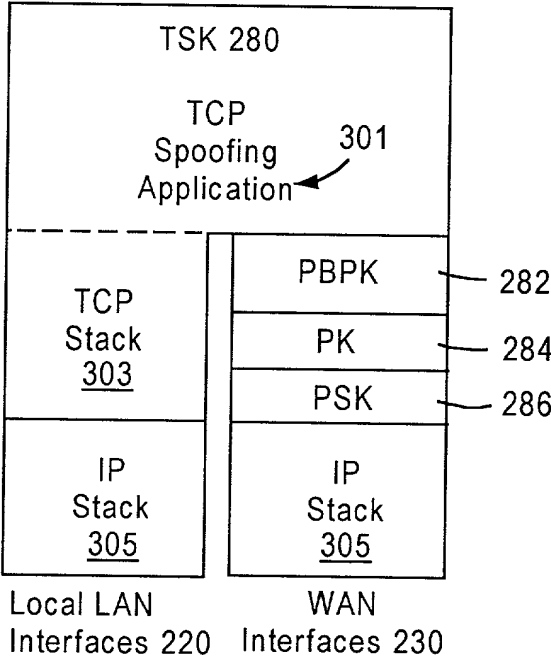 TSK 280
TCP
Spoofing
Application
301
TCP
Stack
303
IP
Stack
305
PBPK
282
PK
284
PSK
286
IP
Stack
305
Local LAN
Interfaces 220
WAN
Interfaces 230